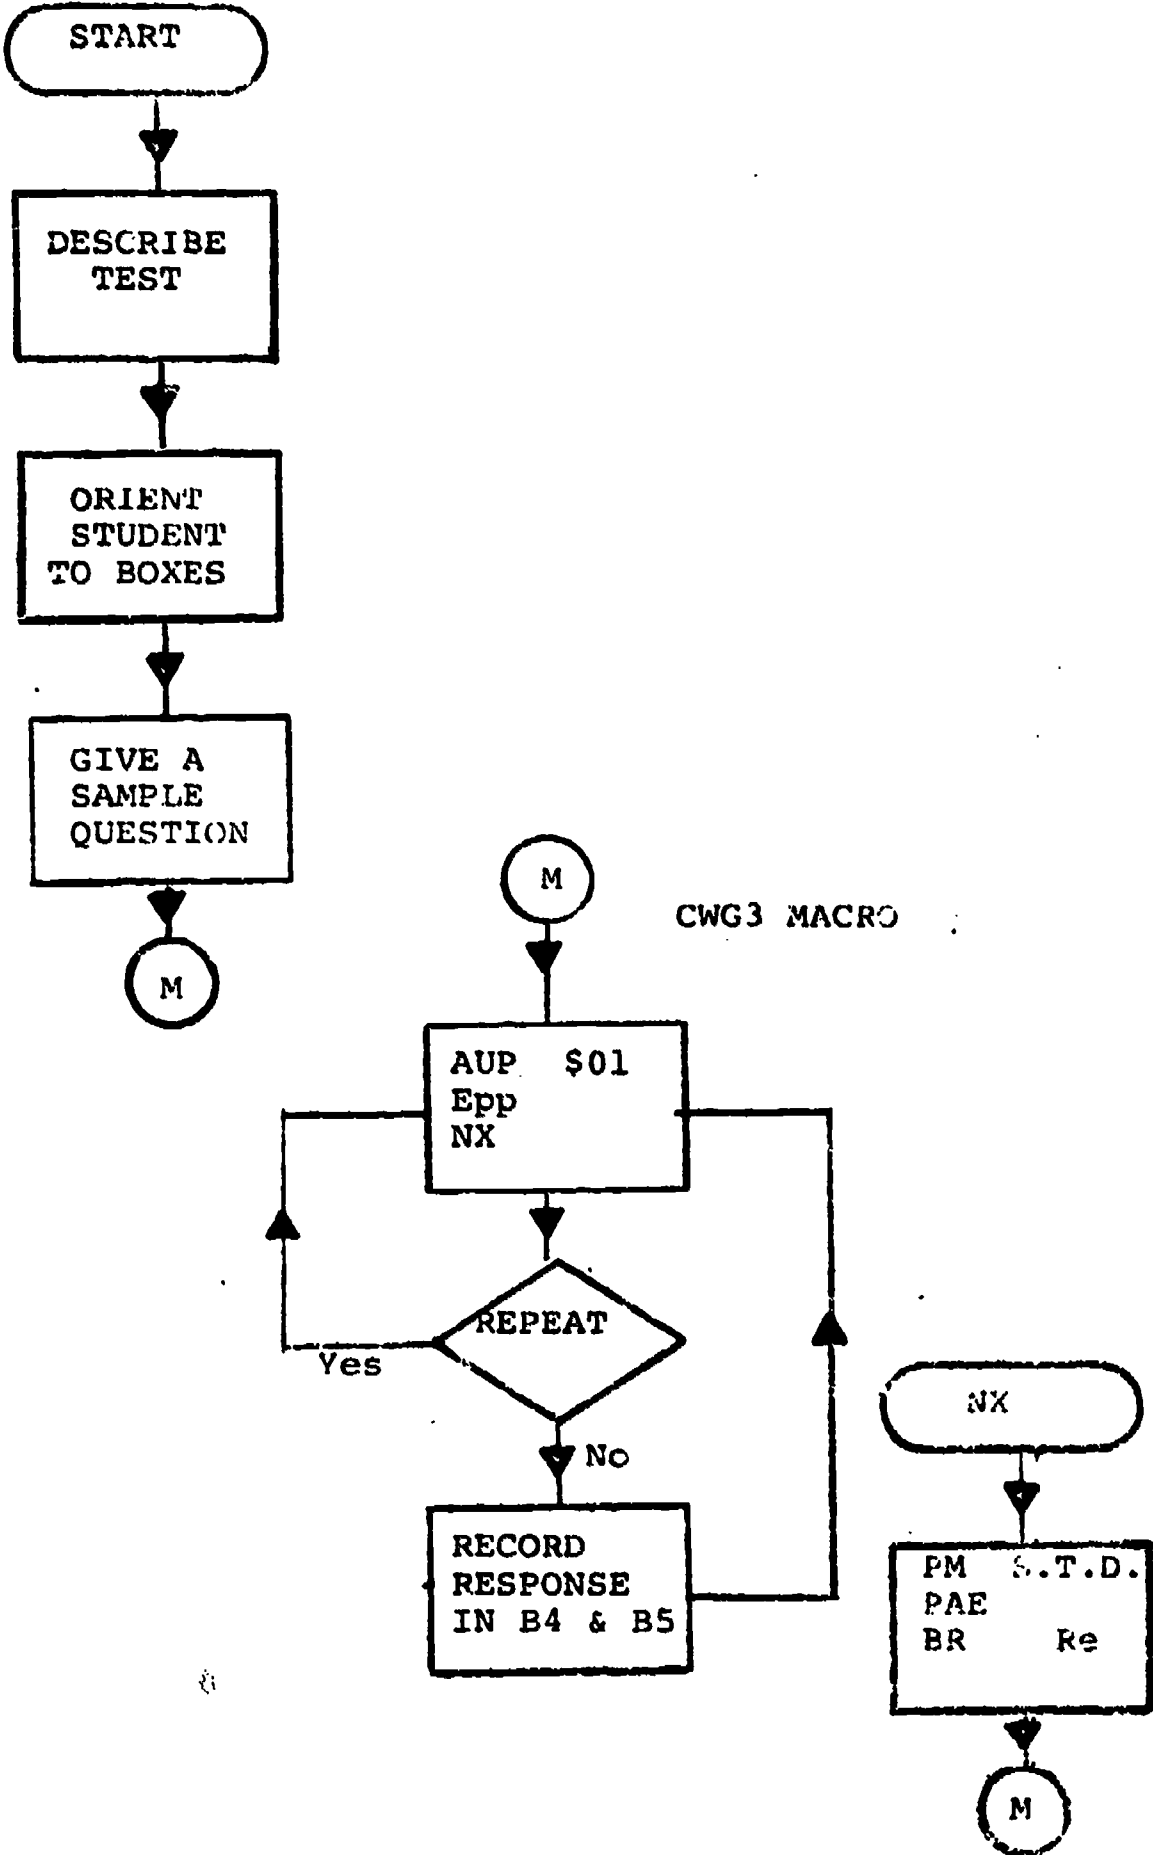 START
DESCRIBE
TEST
ORIENT
STUDENT
TO BOXES
GIVE A
SAMPLE
QUESTION
M
M
CWG3 MACRO
AUP $01
Epp
NX
REPEAT
Yes
No
RECORD
RESPONSE
IN B4 & B5
NX
PM S.T.D.
PAE
BR Re
M